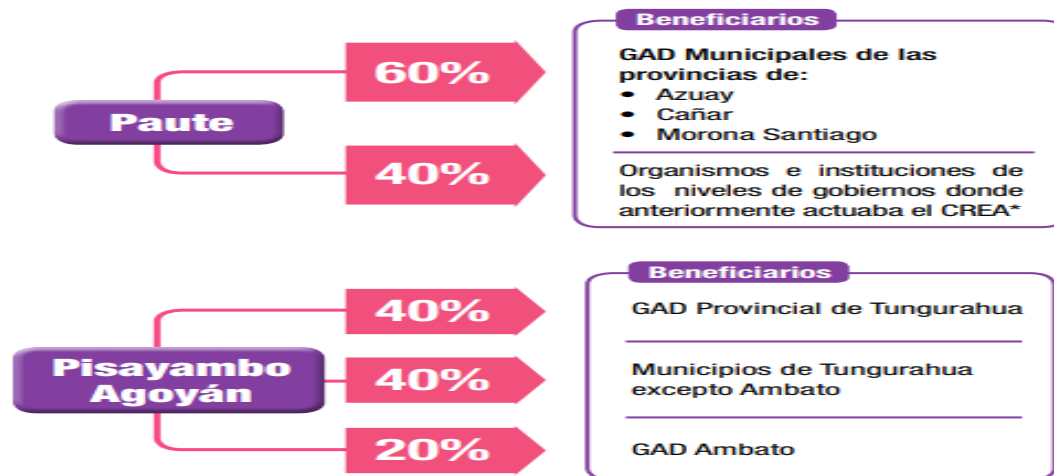 Paute
60%
40%
Beneficiarios
GAD Municipales de las
provincias de:
• Azuay
• Cañar
• Morona Santiago
Organismos e instituciones de
los niveles de gobiernos donde
anteriormente actuaba el CREA*
Pisayambo
Agoyán
40%
40%
20%
Beneficiarios
GAD Provincial de Tungurahua
Municipios de Tungurahua
excepto Ambato
GAD Ambato